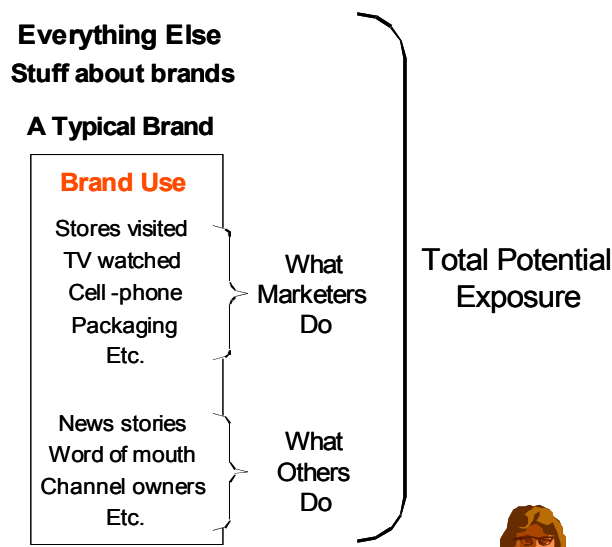 Everything Else
Stuff about brands
A Typical Brand
Brand Use
Stores visited
TV watched
Cell -phone
Packaging
Etc.
What
Marketers
Do
News stories
Word of mouth
Channel owners
Etc.
What
Others
Do
Total Potential
Exposure